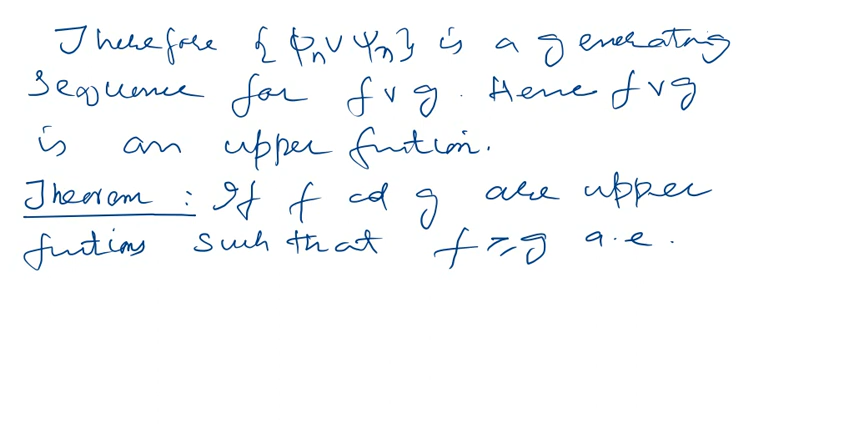 Therefore {φₙ ∨ ψₙ} is a generating
sequence for f ∨ g. Hence f ∨ g
is an upper function.
Theorem : If f and g are upper
functions such that f ⩾ g a.e.